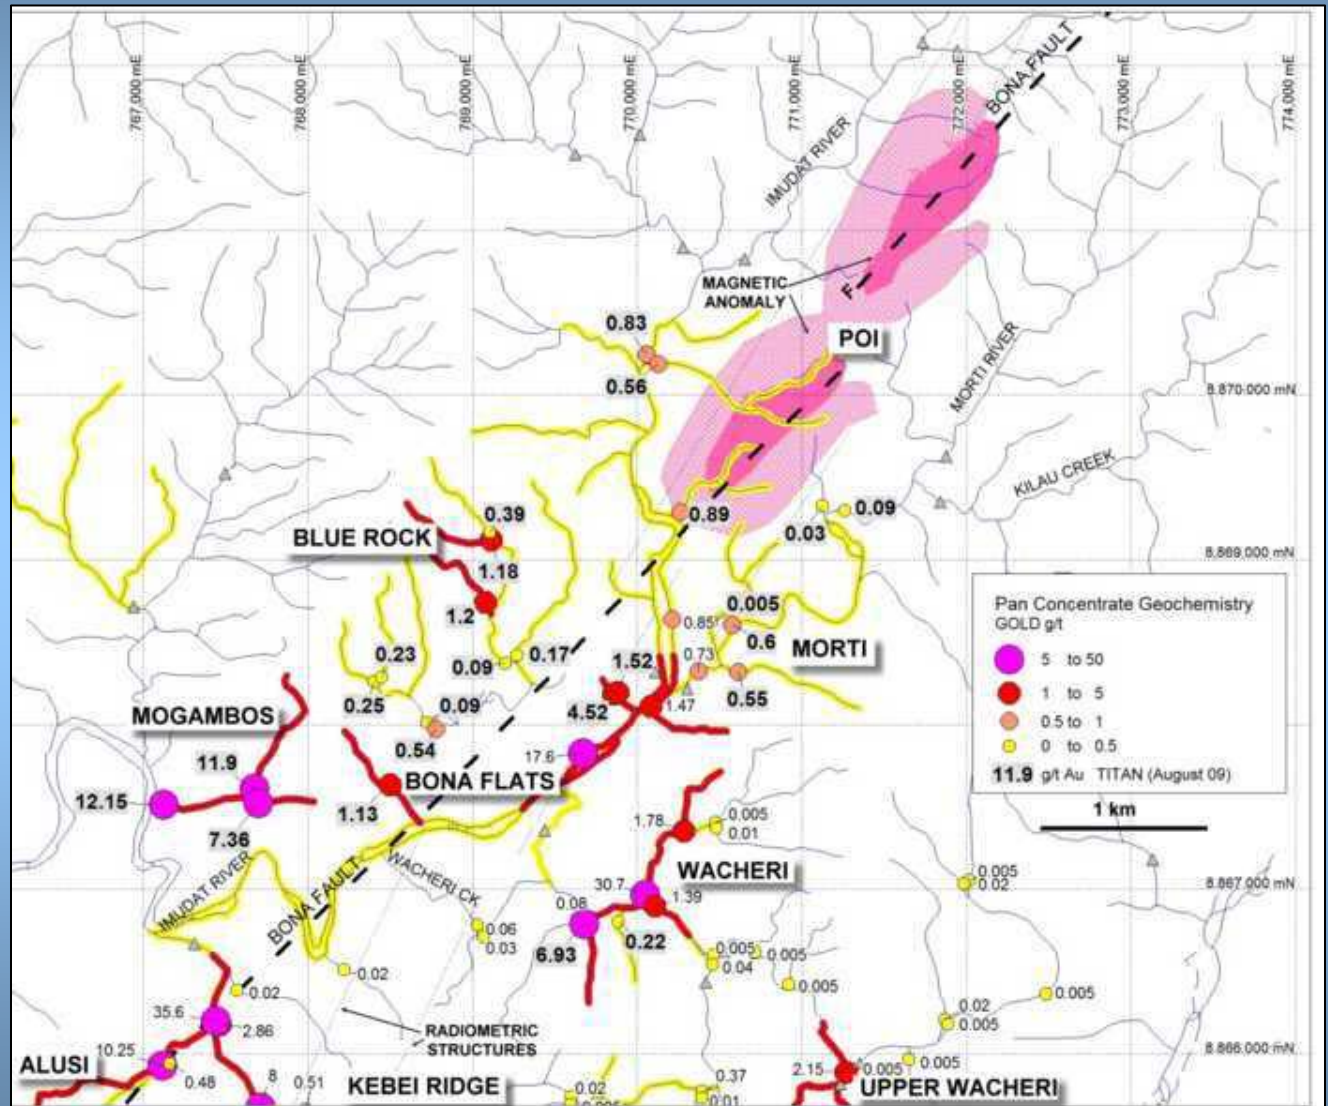 767,000 mE
768,000 mE
769,000 mE
770,000 mE
771,000 mE
772,000 mE
773,000 mE
774,000 mE
BONA FAULT
IMUDAT RIVER
MAGNETIC
ANOMALY
F
POI
0.83
0.56
MORTI RIVER
8,870,000 mN
KILAU CREEK
0.89
0.03
0.09
0.39
BLUE ROCK
1.18
1.2
8,869,000 mN
Pan Concentrate Geochemistry
GOLD g/t
5 to 50
1 to 5
0.5 to 1
0 to 0.5
11.9 g/t Au TITAN (August 09)
1 km
0.005
0.85
0.6
MORTI
0.73
0.55
1.52
1.47
4.52
0.23
0.25
0.09
0.17
0.09
0.54
MOGAMBOS
11.9
12.15
7.36
17.6
BONA FLATS
1.13
1.78
0.005
0.01
WACHERI
IMUDAT RIVER
BONA FAULT
WACHERI CK
30.7
1.39
0.08
6.93
0.22
0.005
0.02
8,867,000 mN
0.06
0.03
0.02
0.005
0.04
0.005
0.005
0.02
35.6
2.86
RADIOMETRIC
STRUCTURES
0.02
0.005
0.005
8,866,000 mN
ALUSI
10.25
0.48
8
0.51
KEBEI RIDGE
0.02
0.005
0.37
0.01
2.15
0.005
0.005
UPPER WACHERI